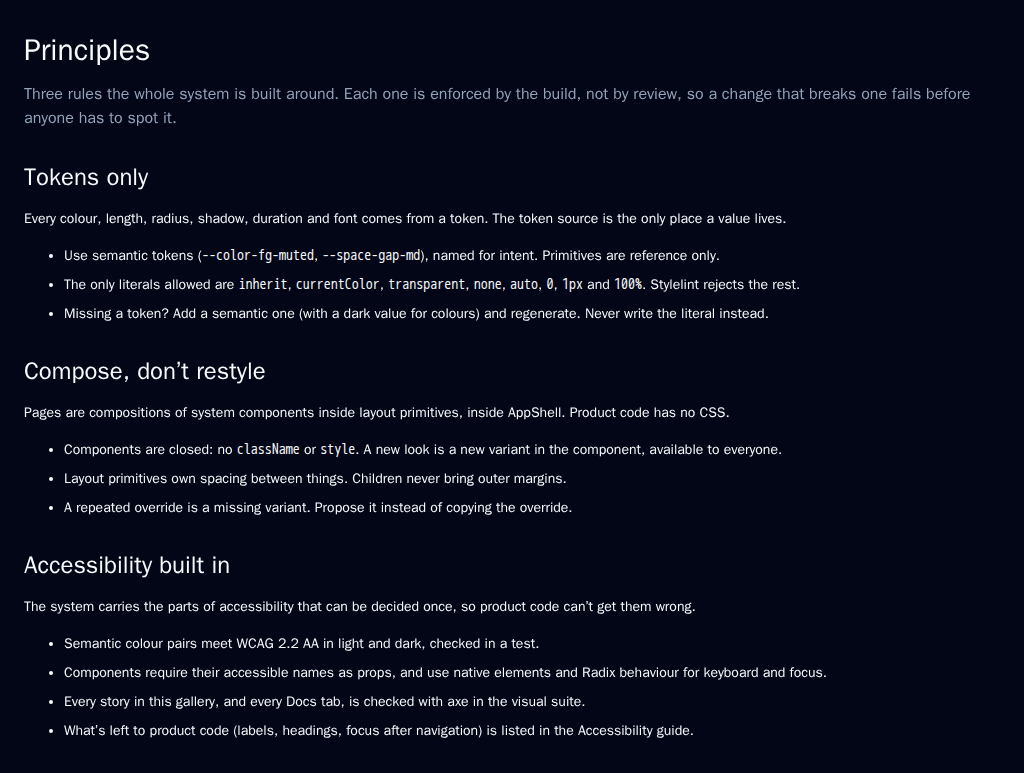 Principles
Three rules the whole system is built around. Each one is enforced by the build, not by review, so a change that breaks one fails before
anyone has to spot it.
Tokens only
Every colour, length, radius, shadow, duration and font comes from a token. The token source is the only place a value lives.
• Use semantic tokens (--color-fg-muted, --space-gap-md), named for intent. Primitives are reference only.
• The only literals allowed are inherit, currentColor, transparent, none, auto, 0, 1px and 100%. Stylelint rejects the rest.
• Missing a token? Add a semantic one (with a dark value for colours) and regenerate. Never write the literal instead.
Compose, don’t restyle
Pages are compositions of system components inside layout primitives, inside AppShell. Product code has no CSS.
• Components are closed: no className or style. A new look is a new variant in the component, available to everyone.
• Layout primitives own spacing between things. Children never bring outer margins.
• A repeated override is a missing variant. Propose it instead of copying the override.
Accessibility built in
The system carries the parts of accessibility that can be decided once, so product code can’t get them wrong.
• Semantic colour pairs meet WCAG 2.2 AA in light and dark, checked in a test.
• Components require their accessible names as props, and use native elements and Radix behaviour for keyboard and focus.
• Every story in this gallery, and every Docs tab, is checked with axe in the visual suite.
• What’s left to product code (labels, headings, focus after navigation) is listed in the Accessibility guide.